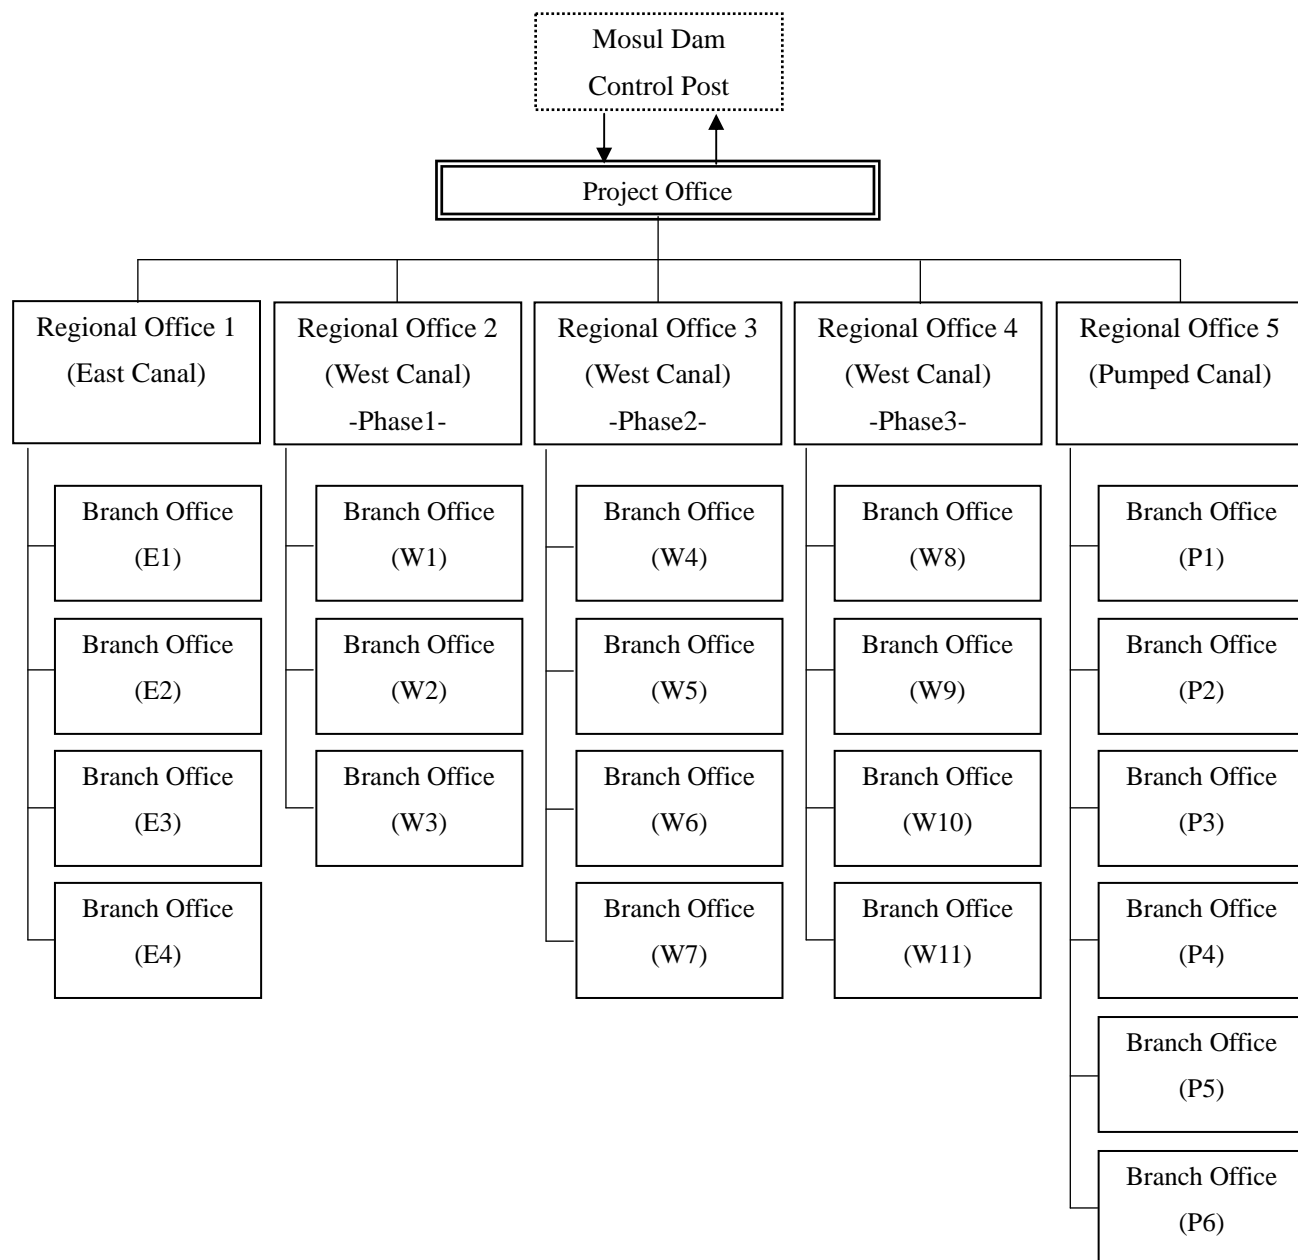 Mosul Dam
Control Post
Project Office
Regional Office 1
(East Canal)
Regional Office 2
(West Canal)
-Phase1-
Regional Office 3
(West Canal)
-Phase2-
Regional Office 4
(West Canal)
-Phase3-
Regional Office 5
(Pumped Canal)
Branch Office
(E1)
Branch Office
(E2)
Branch Office
(E3)
Branch Office
(E4)
Branch Office
(W1)
Branch Office
(W2)
Branch Office
(W3)
Branch Office
(W4)
Branch Office
(W5)
Branch Office
(W6)
Branch Office
(W7)
Branch Office
(W8)
Branch Office
(W9)
Branch Office
(W10)
Branch Office
(W11)
Branch Office
(P1)
Branch Office
(P2)
Branch Office
(P3)
Branch Office
(P4)
Branch Office
(P5)
Branch Office
(P6)